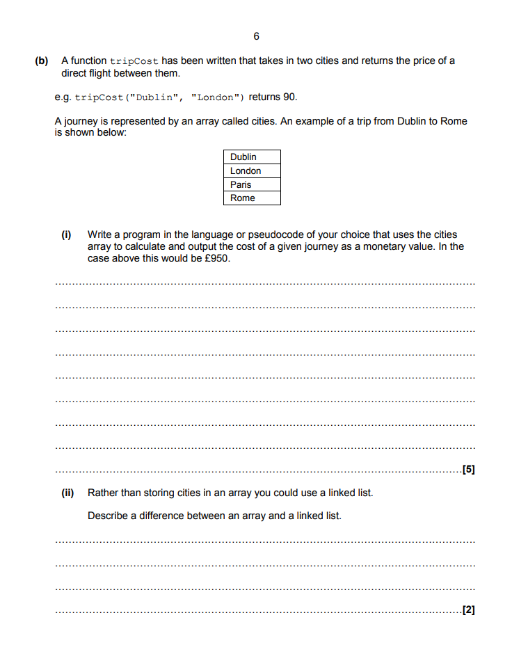 6
(b) A function tripCost has been written that takes in two cities and returns the price of a
direct flight between them.
e.g. tripCost("Dublin", "London") returns 90.
A journey is represented by an array called cities. An example of a trip from Dublin to Rome
is shown below:
Dublin
London
Paris
Rome
(i) Write a program in the language or pseudocode of your choice that uses the cities
array to calculate and output the cost of a given journey as a monetary value. In the
case above this would be £950.
[5]
(ii) Rather than storing cities in an array you could use a linked list.
Describe a difference between an array and a linked list.
[2]